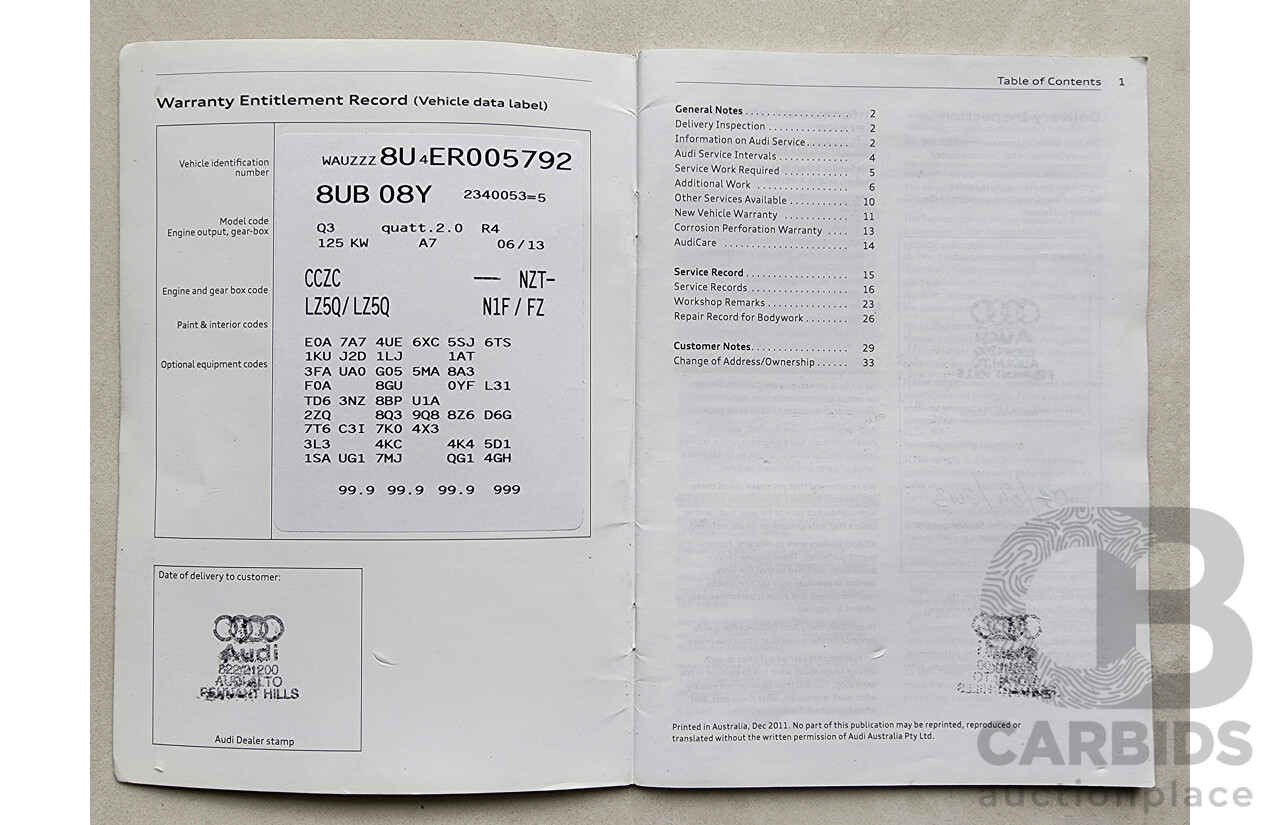 Warranty Entitlement Record (Vehicle data label)
Vehicle identification
number
WAUZZZ8U4ER005792
8UB 08Y 2340053=5
Model code
Engine output, gear-box
Q3 quatt.2.0 R4
125 KW A7 06/13
Engine and gear box code
CCZC --- NZT-
LZ5Q/LZ5Q N1F/FZ
Paint & interior codes
Optional equipment codes
E0A 7A7 4UE 6XC 5SJ 6TS
1KU J2D 1LJ 1AT
3FA UA0 G05 5MA 8A3
F0A 8GU 0YF L31
TD6 3NZ 8BP U1A
2ZQ 8Q3 9Q8 8Z6 D6G
7T6 C3I 7K0 4X3
3L3 4KC 4K4 5D1
1SA UG1 7MJ QG1 4GH
99.9 99.9 99.9 999
Date of delivery to customer:
Audi
PENNANT HILLS
Audi Dealer stamp
Table of Contents 1
General Notes . . . . . . . . . . . . . . . . . . . 2
Delivery Inspection . . . . . . . . . . . . . . . 2
Information on Audi Service. . . . . . . . 2
Audi Service Intervals . . . . . . . . . . . . . 4
Service Work Required . . . . . . . . . . . . 5
Additional Work . . . . . . . . . . . . . . . . . 6
Other Services Available . . . . . . . . . . . 10
New Vehicle Warranty . . . . . . . . . . . . 11
Corrosion Perforation Warranty . . . . 13
AudiCare . . . . . . . . . . . . . . . . . . . . . . . 14
Service Record . . . . . . . . . . . . . . . . . . . 15
Service Records . . . . . . . . . . . . . . . . . . 16
Workshop Remarks . . . . . . . . . . . . . . . 23
Repair Record for Bodywork . . . . . . . . 26
Customer Notes. . . . . . . . . . . . . . . . . . 29
Change of Address/Ownership . . . . . . 33
Printed in Australia, Dec 2011. No part of this publication may be reprinted, reproduced or
translated without the written permission of Audi Australia Pty Ltd.
CB
CARBIDS
auctionplace